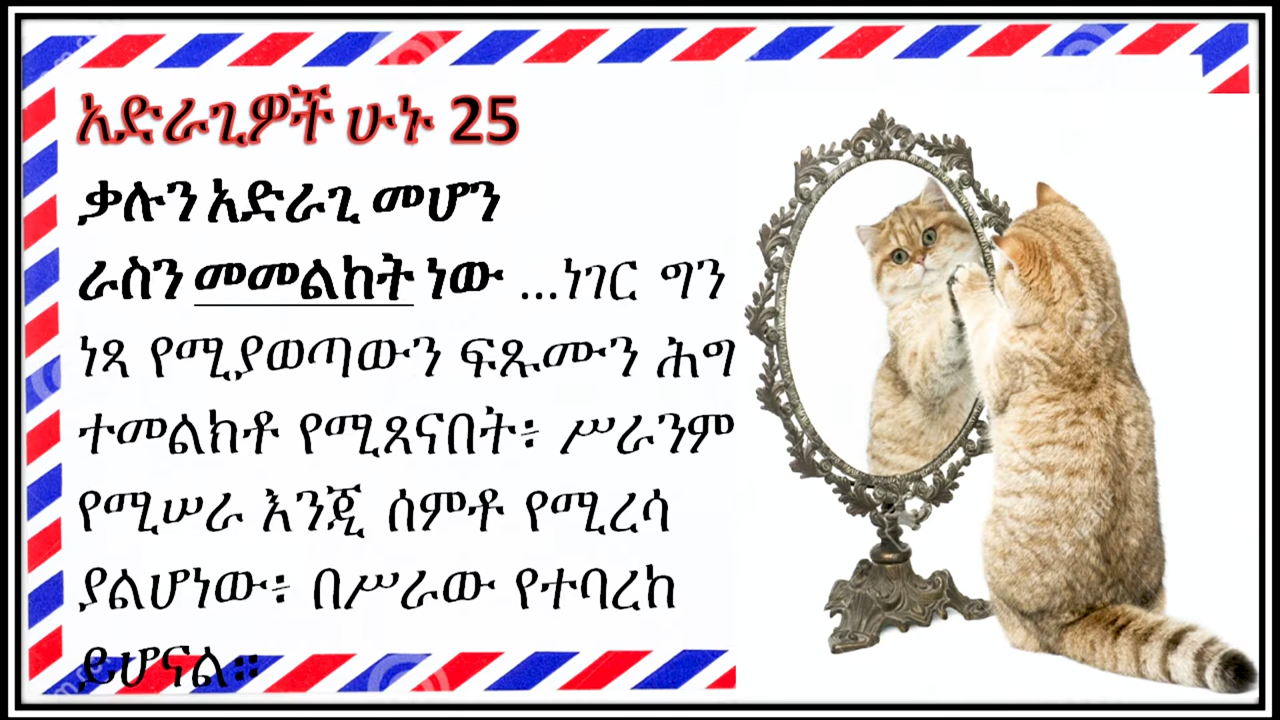 አድራጊዎች ሁኑ 25
ቃሉን አድራጊ መሆን
ራስን መመልከት ነው ...ነገር ግን
ነጻ የሚያወጣውን ፍጹሙን ሕግ
ተመልክቶ የሚጸናበት፥ ሥራንም
የሚሠራ እንጂ ሰምቶ የሚረሳ
ያልሆነው፥ በሥራው የተባረከ
ይሆናል።